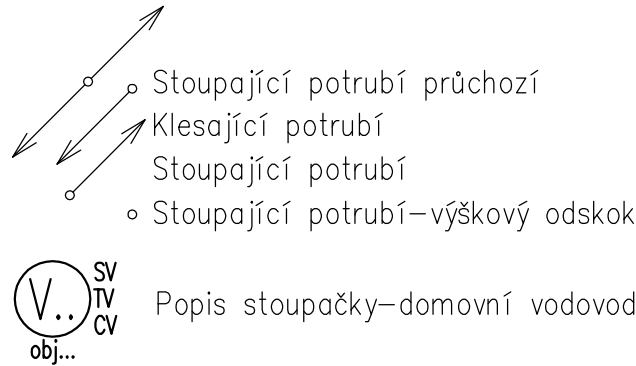 Stoupající potrubí průchozí
Klesající potrubí
Stoupající potrubí
Stoupající potrubí-výškový odskok
V..
SV
TV
CV
obj...
Popis stoupačky-domovní vodovod